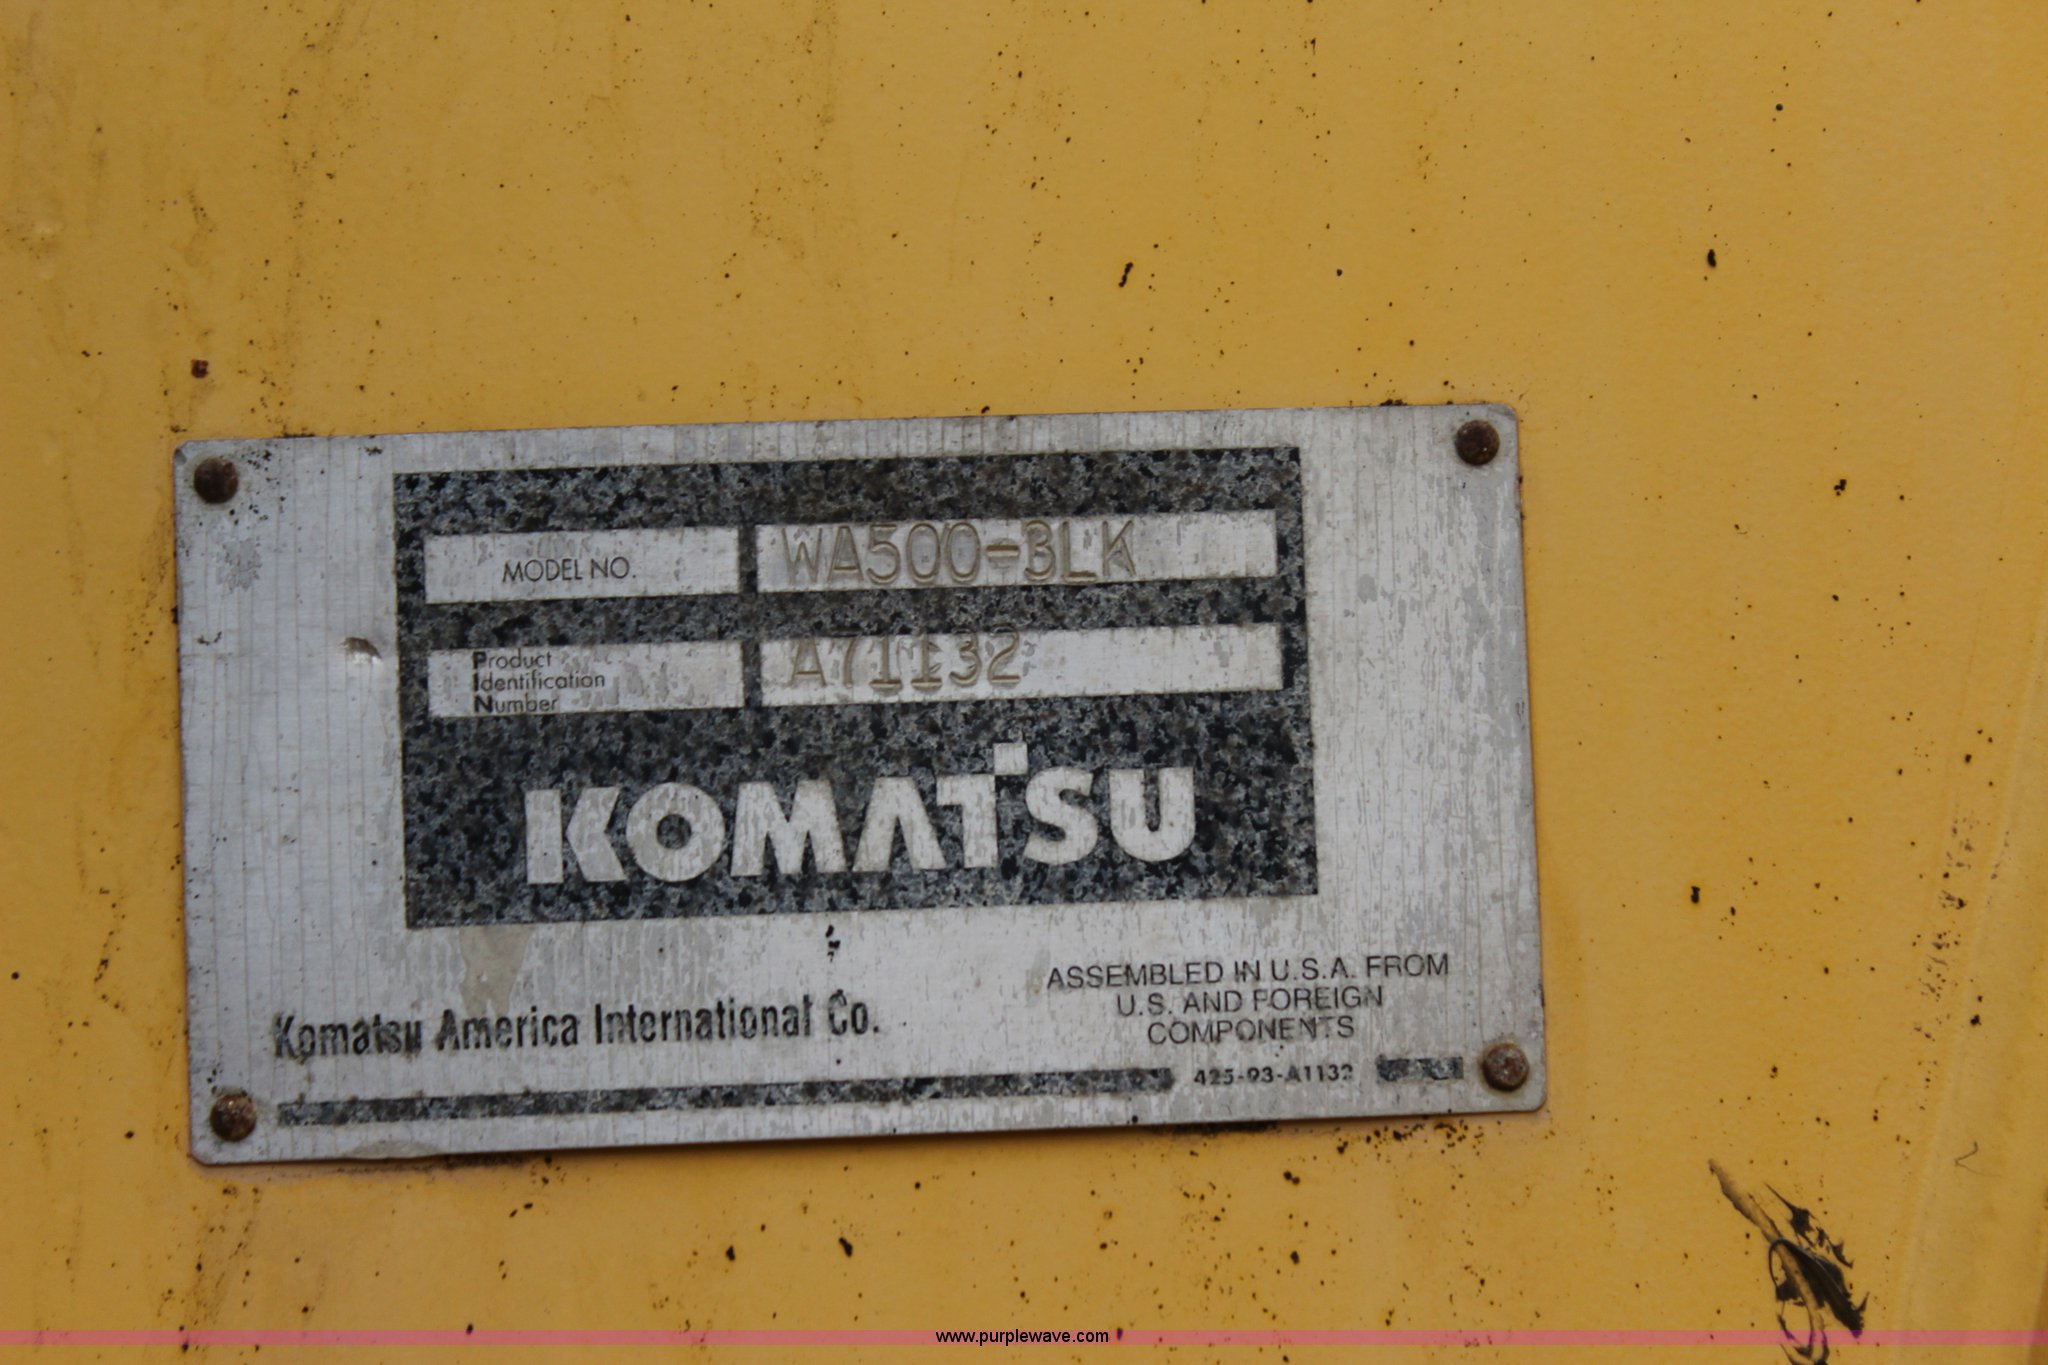 MODEL NO. WA500-3LK
Product
Identification
Number
A71132
KOMATSU
Komatsu America International Co.
ASSEMBLED IN U.S.A. FROM
U.S. AND FOREIGN
COMPONENTS
425-93-A1132
www.purplewave.com